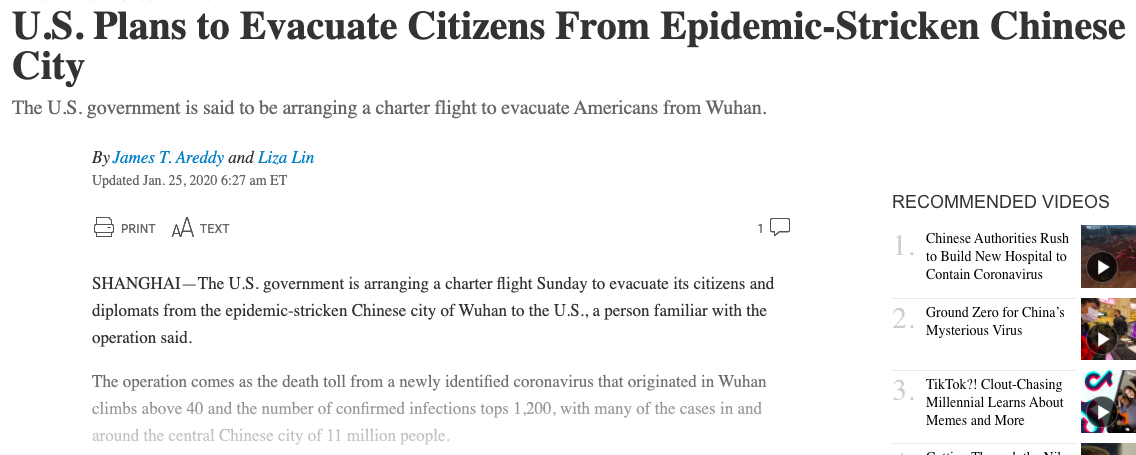 U.S. Plans to Evacuate Citizens From Epidemic-Stricken Chinese
City
The U.S. government is said to be arranging a charter flight to evacuate Americans from Wuhan.
By James T. Areddy and Liza Lin
Updated Jan. 25, 2020 6:27 am ET
PRINT
AA TEXT
1
SHANGHAI—The U.S. government is arranging a charter flight Sunday to evacuate its citizens and
diplomats from the epidemic-stricken Chinese city of Wuhan to the U.S., a person familiar with the
operation said.
The operation comes as the death toll from a newly identified coronavirus that originated in Wuhan
climbs above 40 and the number of confirmed infections tops 1,200, with many of the cases in and
around the central Chinese city of 11 million people.
RECOMMENDED VIDEOS
1. Chinese Authorities Rush
to Build New Hospital to
Contain Coronavirus
2. Ground Zero for China's
Mysterious Virus
3. TikTok?! Clout-Chasing
Millennial Learns About
Memes and More